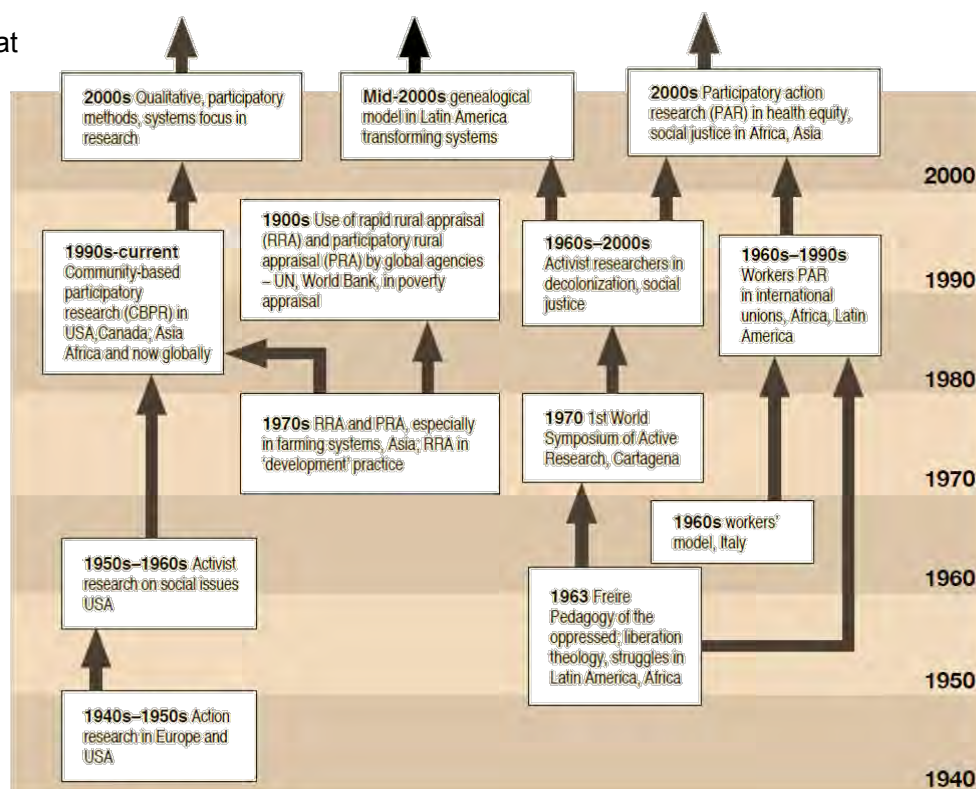 at
2000s Qualitative, participatory
methods, systems focus in
research
Mid-2000s genealogical
model in Latin America
transforming systems
2000s Participatory action
research (PAR) in health equity,
social justice in Africa, Asia
2000
1990s-current
Community-based
participatory
research (CBPR) in
USA,Canada; Asia
Africa and now globally
1900s Use of rapid rural appraisal
(RRA) and participatory rural
appraisal (PRA) by global agencies
– UN, World Bank, in poverty
appraisal
1960s–2000s
Activist researchers in
decolonization, social
justice
1960s–1990s
Workers PAR
in international
unions, Africa, Latin
America
1990
1980
1970s RRA and PRA, especially
in farming systems, Asia; RRA in
‘development’ practice
1970 1st World
Symposium of Active
Research, Cartagena
1970
1960s workers’
model, Italy
1950s–1960s Activist
research on social issues
USA
1963 Freire
Pedagogy of the
oppressed; liberation
theology, struggles in
Latin America, Africa
1960
1950
1940s–1950s Action
research in Europe and
USA
1940